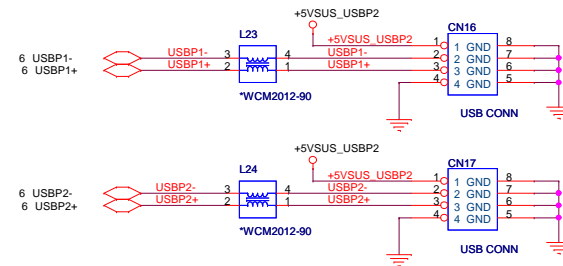 +5VSUS_USBP2
L23
CN16
+5VSUS_USBP2
1 1 GND 8
6 USBP1- USBP1- 3 4 USBP1- 2 2 GND 7
6 USBP1+ USBP1+ 2 1 USBP1+ 3 3 GND 6
4 4 GND 5
*WCM2012-90
USB CONN
+5VSUS_USBP2
L24
CN17
+5VSUS_USBP2
1 1 GND 8
6 USBP2- USBP2- 3 4 USBP2- 2 2 GND 7
6 USBP2+ USBP2+ 2 1 USBP2+ 3 3 GND 6
4 4 GND 5
*WCM2012-90
USB CONN